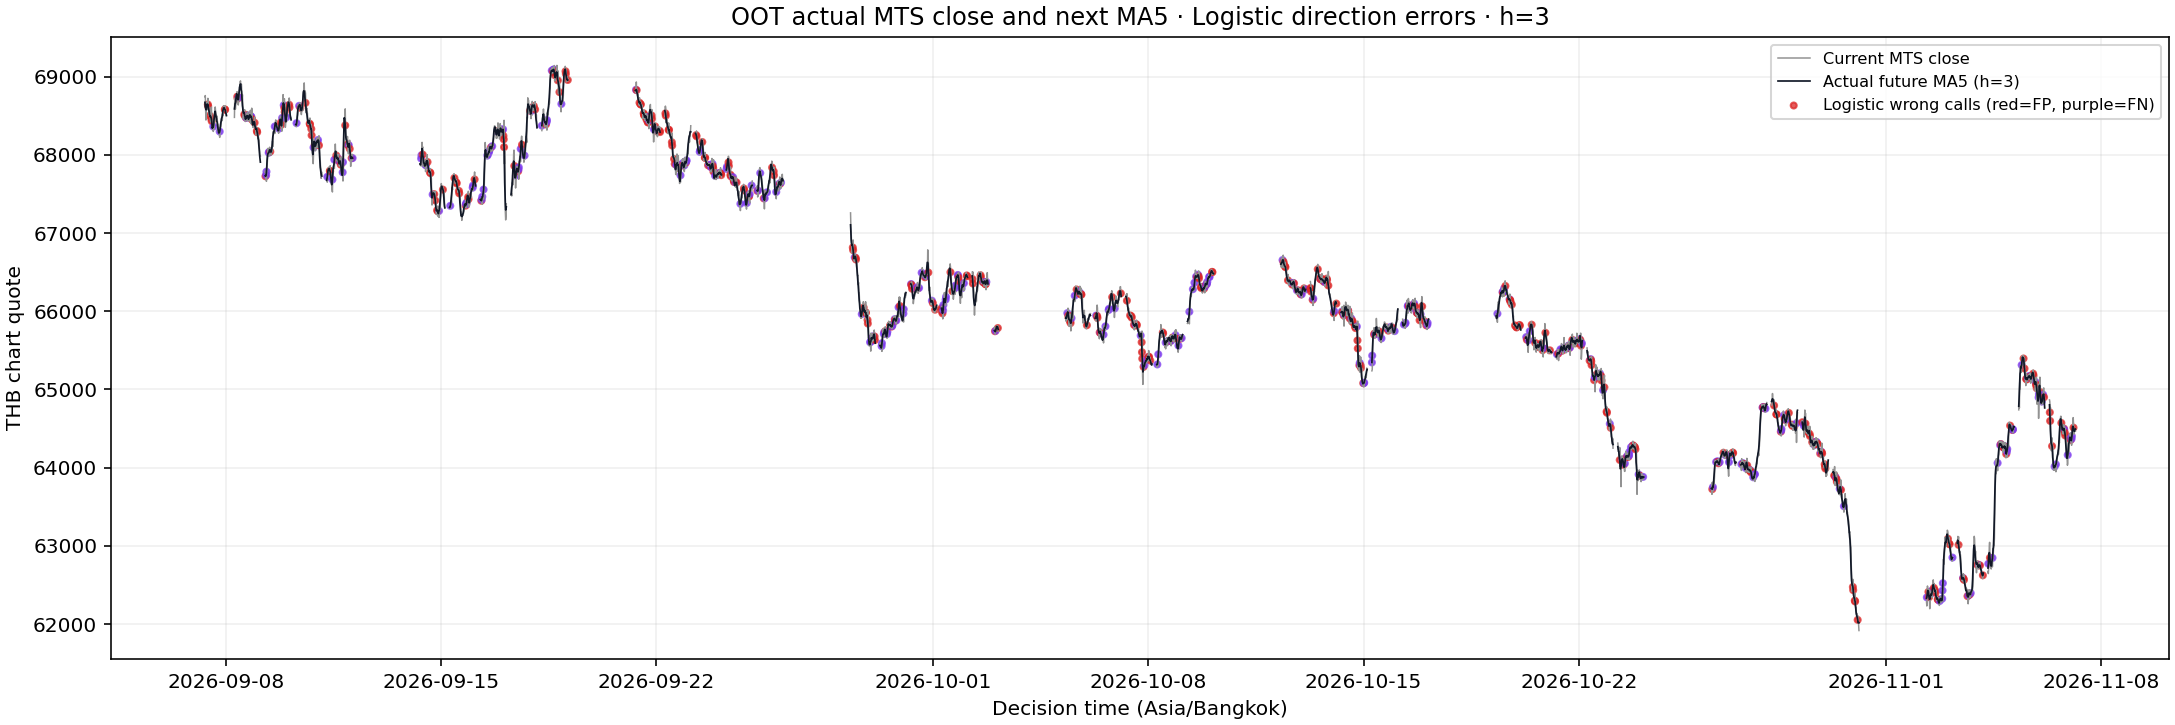 OOT actual MTS close and next MA5 · Logistic direction errors · h=3
Current MTS close
Actual future MA5 (h=3)
Logistic wrong calls (red=FP, purple=FN)
THB chart quote
69000
68000
67000
66000
65000
64000
63000
62000
2026-09-08
2026-09-15
2026-09-22
2026-10-01
2026-10-08
2026-10-15
2026-10-22
2026-11-01
2026-11-08
Decision time (Asia/Bangkok)